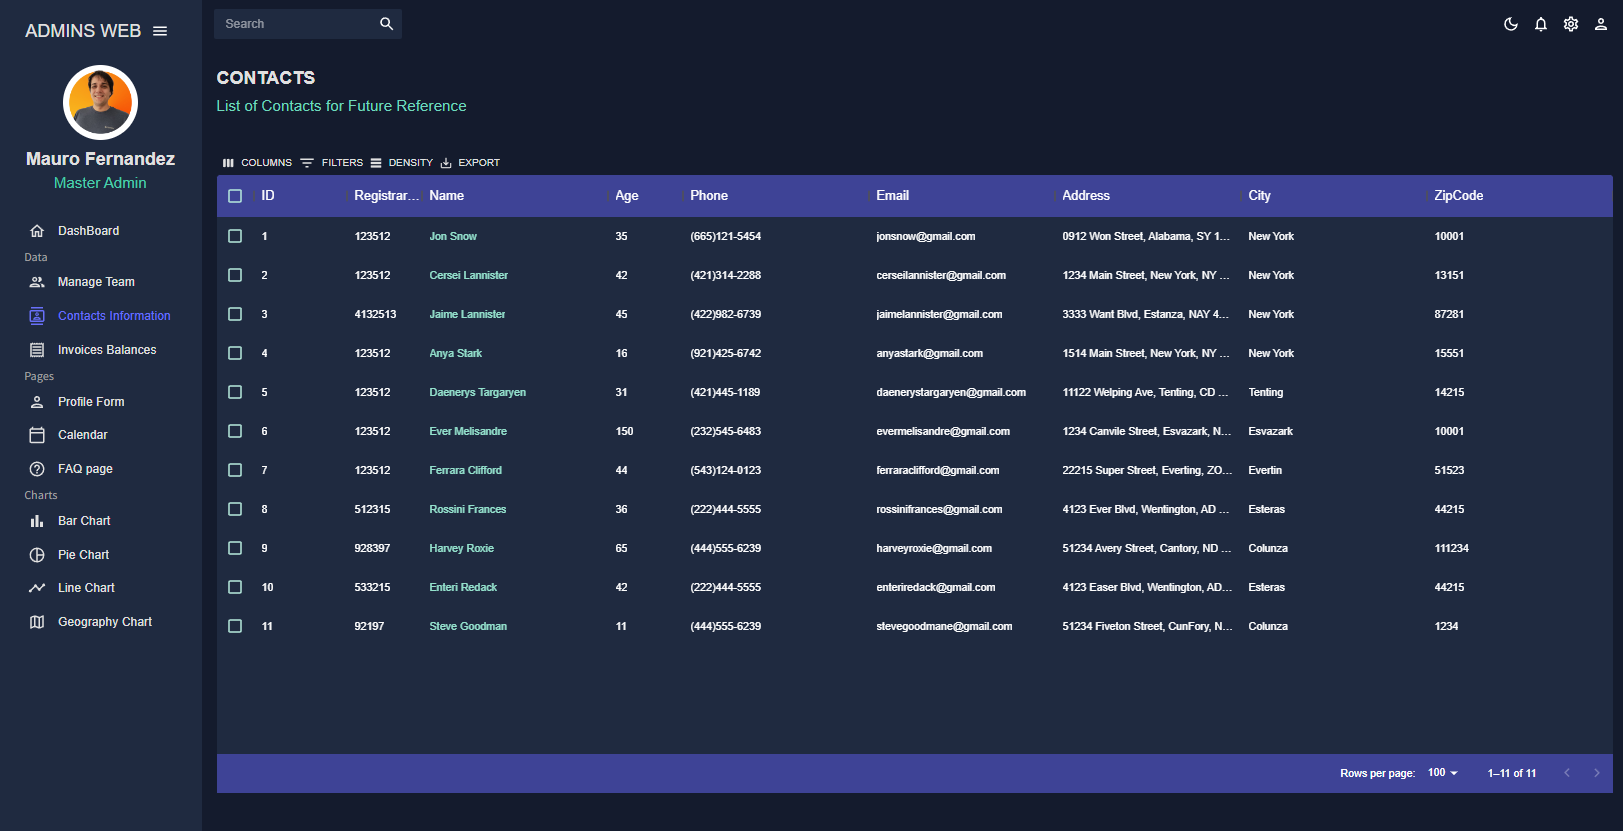 ADMINS WEB
Search
Mauro Fernandez
Master Admin
DashBoard
Data
Manage Team
Contacts Information
Invoices Balances
Pages
Profile Form
Calendar
FAQ page
Charts
Bar Chart
Pie Chart
Line Chart
Geography Chart
CONTACTS
List of Contacts for Future Reference
COLUMNS FILTERS DENSITY EXPORT
ID Registrar... Name Age Phone Email Address City ZipCode
1 123512 Jon Snow 35 (665)121-5454 jonsnow@gmail.com 0912 Won Street, Alabama, SY 1... New York 10001
2 123512 Cersei Lannister 42 (421)314-2288 cerseilannister@gmail.com 1234 Main Street, New York, NY ... New York 13151
3 4132513 Jaime Lannister 45 (422)982-6739 jaimelannister@gmail.com 3333 Want Blvd, Estanza, NAY 4... New York 87281
4 123512 Anya Stark 16 (921)425-6742 anyastark@gmail.com 1514 Main Street, New York, NY ... New York 15551
5 123512 Daenerys Targaryen 31 (421)445-1189 daenerystargaryen@gmail.com 11122 Welping Ave, Tenting, CD ... Tenting 14215
6 123512 Ever Melisandre 150 (232)545-6483 evermelisandre@gmail.com 1234 Canvile Street, Esvazark, N... Esvazark 10001
7 123512 Ferrara Clifford 44 (543)124-0123 ferraraclifford@gmail.com 22215 Super Street, Everting, ZO... Evertin 51523
8 512315 Rossini Frances 36 (222)444-5555 rossinifrances@gmail.com 4123 Ever Blvd, Wentington, AD ... Esteras 44215
9 928397 Harvey Roxie 65 (444)555-6239 harveyroxie@gmail.com 51234 Avery Street, Cantory, ND ... Colunza 111234
10 533215 Enteri Redack 42 (222)444-5555 enteriredack@gmail.com 4123 Easer Blvd, Wentington, AD... Esteras 44215
11 92197 Steve Goodman 11 (444)555-6239 stevegoodmane@gmail.com 51234 Fiveton Street, CunFory, N... Colunza 1234
Rows per page: 100 1–11 of 11